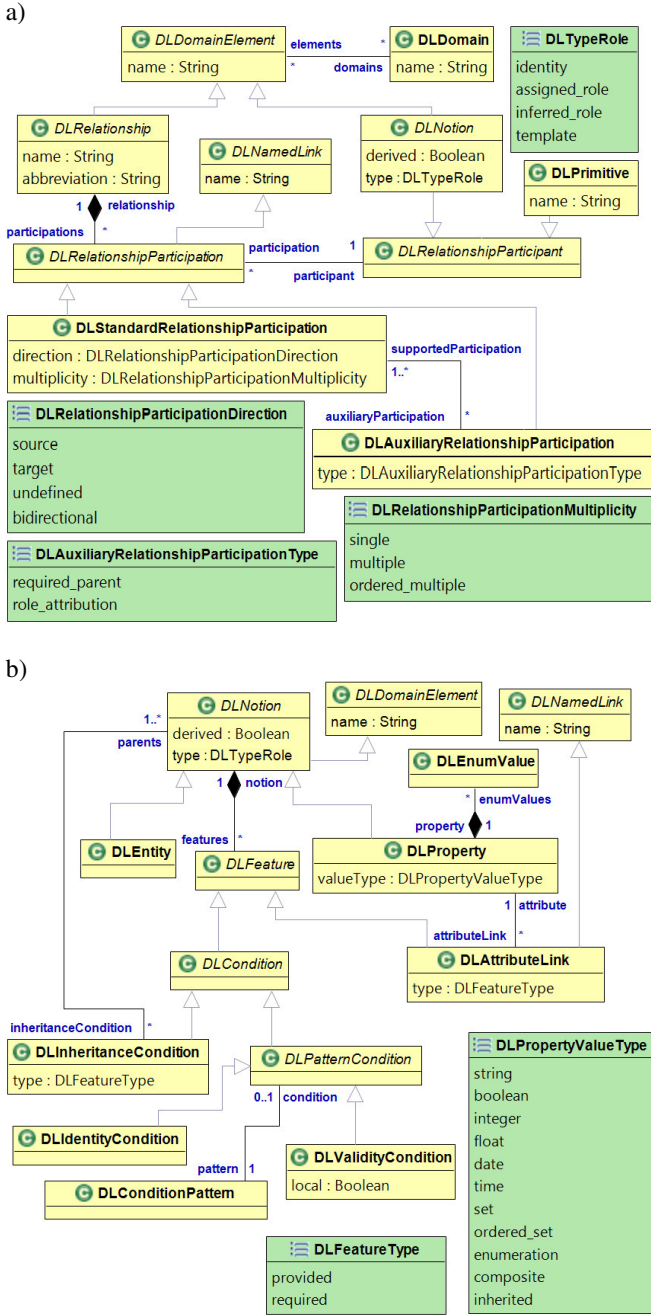 a)
DLDomainElement
name : String
elements
*
*
domains
DLDomain
name : String
DLTypeRole
identity
assigned_role
inferred_role
template
DLRelationship
name : String
abbreviation : String
DLNamedLink
name : String
DLNotion
derived : Boolean
type : DLTypeRole
DLPrimitive
name : String
1
relationship
participations
*
DLRelationshipParticipation
participation
1
*
participant
DLRelationshipParticipant
DLStandardRelationshipParticipation
direction : DLRelationshipParticipationDirection
multiplicity : DLRelationshipParticipationMultiplicity
supportedParticipation
1..*
auxiliaryParticipation
*
DLRelationshipParticipationDirection
source
target
undefined
bidirectional
DLAuxiliaryRelationshipParticipation
type : DLAuxiliaryRelationshipParticipationType
DLRelationshipParticipationMultiplicity
single
multiple
ordered_multiple
DLAuxiliaryRelationshipParticipationType
required_parent
role_attribution
b)
1..*
parents
DLNotion
derived : Boolean
type : DLTypeRole
DLDomainElement
name : String
DLNamedLink
name : String
1
notion
DLEnumValue
*
enumValues
property
1
DLEntity
features
*
DLFeature
DLProperty
valueType : DLPropertyValueType
1
attribute
attributeLink
*
DLCondition
DLAttributeLink
type : DLFeatureType
inheritanceCondition
*
DLInheritanceCondition
type : DLFeatureType
DLPatternCondition
0..1
condition
DLIdentityCondition
DLValidityCondition
local : Boolean
pattern
1
DLConditionPattern
DLPropertyValueType
string
boolean
integer
float
date
time
set
ordered_set
enumeration
composite
inherited
DLFeatureType
provided
required